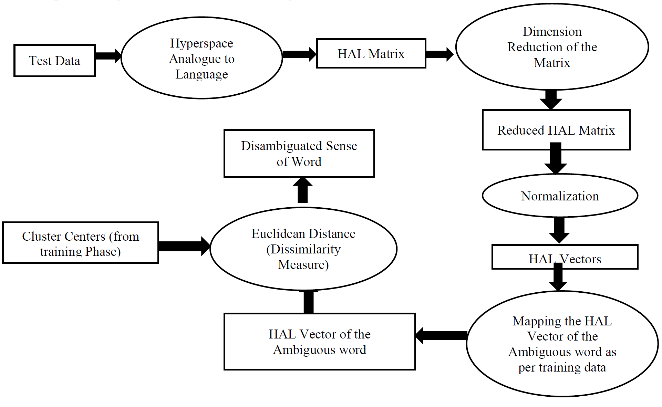 Test Data
Hyperspace
Analogue to
Language
HAL Matrix
Dimension
Reduction of the
Matrix
Reduced HAL Matrix
Normalization
HAL Vectors
Mapping the HAL
Vector of the
Ambiguous word as
per training data
HAL Vector of the
Ambiguous word
Cluster Centers (from
training Phase)
Euclidean Distance
(Dissimilarity
Measure)
Disambiguated Sense
of Word